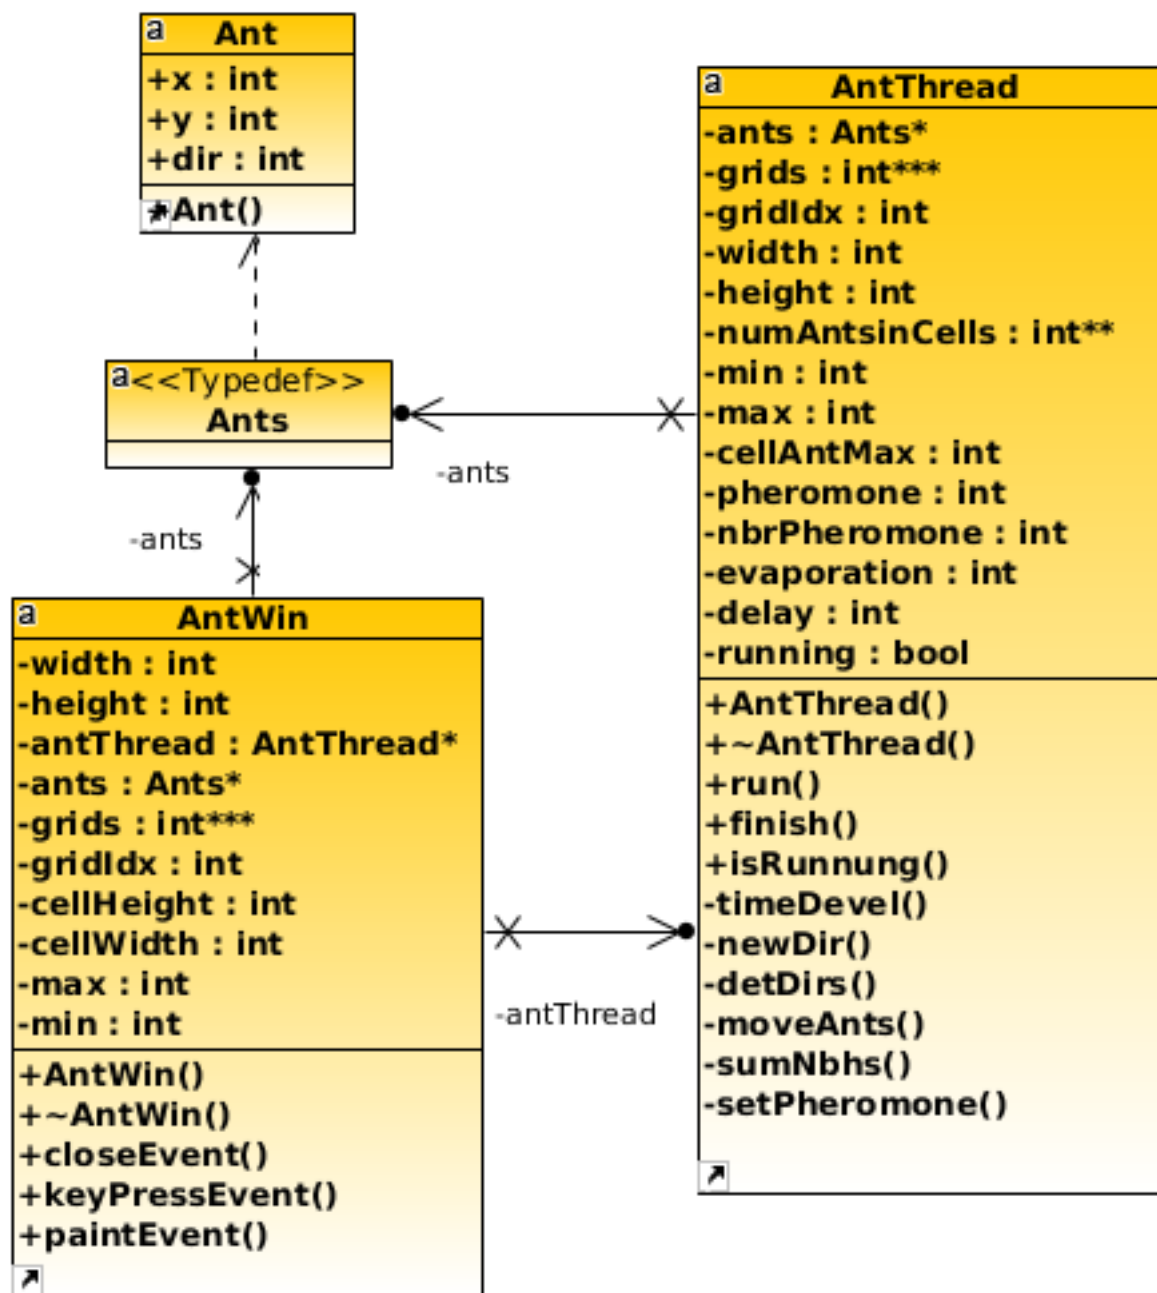 a Ant
+x : int
+y : int
+dir : int
+Ant()
a <<Typedef>>
Ants
-ants
-ants
a AntThread
-ants : Ants*
-grids : int***
-gridIdx : int
-width : int
-height : int
-numAntsinCells : int**
-min : int
-max : int
-cellAntMax : int
-pheromone : int
-nbrPheromone : int
-evaporation : int
-delay : int
-running : bool
+AntThread()
+~AntThread()
+run()
+finish()
+isRunnung()
-timeDevel()
-newDir()
-detDirs()
-moveAnts()
-sumNbhs()
-setPheromone()
a AntWin
-width : int
-height : int
-antThread : AntThread*
-ants : Ants*
-grids : int***
-gridIdx : int
-cellHeight : int
-cellWidth : int
-max : int
-min : int
+AntWin()
+~AntWin()
+closeEvent()
+keyPressEvent()
+paintEvent()
-antThread